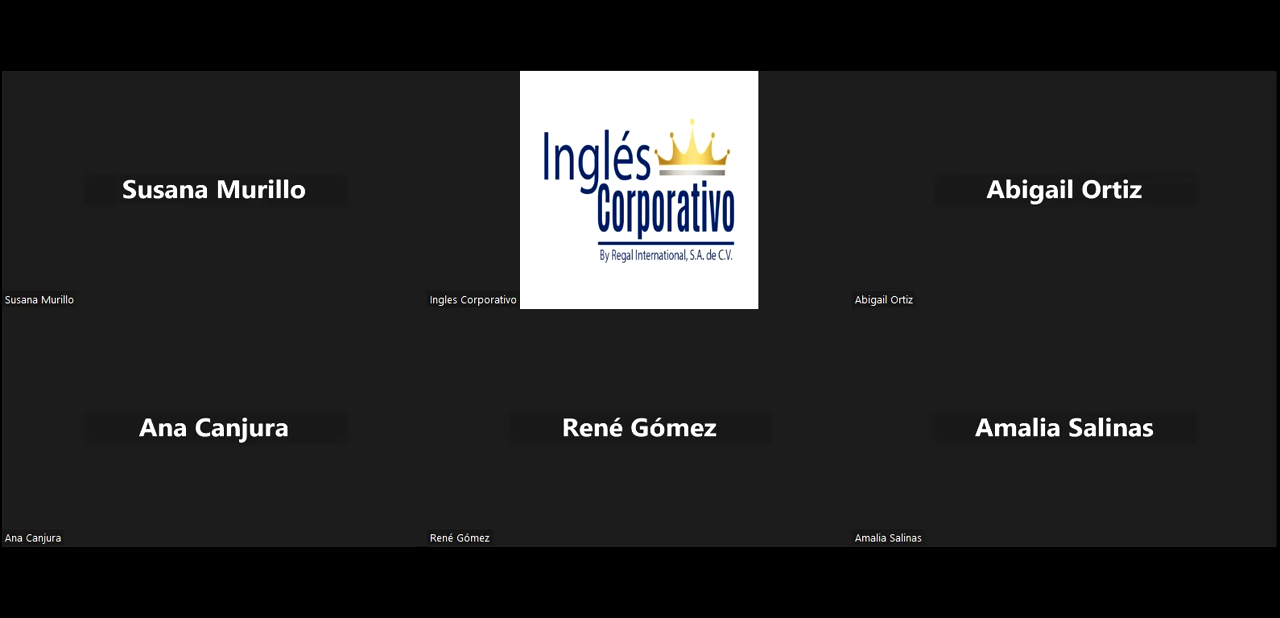 Susana Murillo
Inglés
Corporativo
By Regal International, S.A. de C.V.
Abigail Ortiz
Susana Murillo
Ingles Corporativo
Abigail Ortiz
Ana Canjura
René Gómez
Amalia Salinas
Ana Canjura
René Gómez
Amalia Salinas